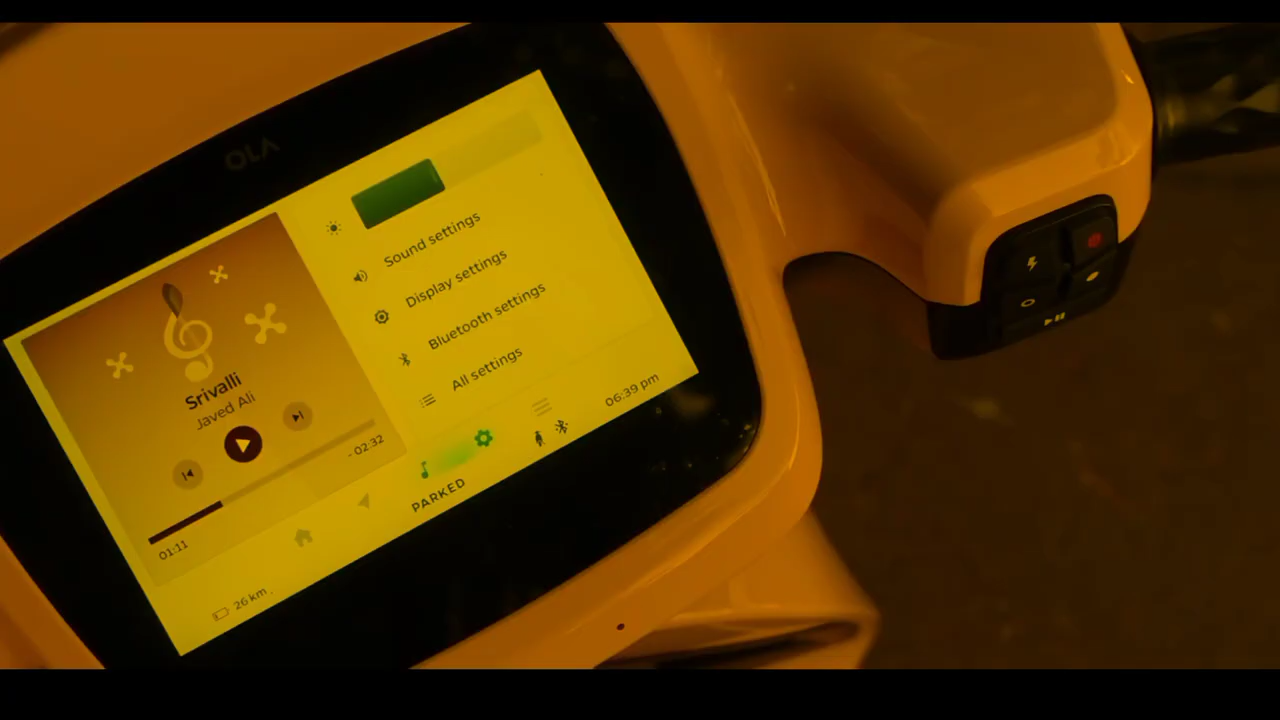 OLA
Srivalli
Javed Ali
01:11
- 02:32
Sound settings
Display settings
Bluetooth settings
All settings
26 km
PARKED
06:39 pm